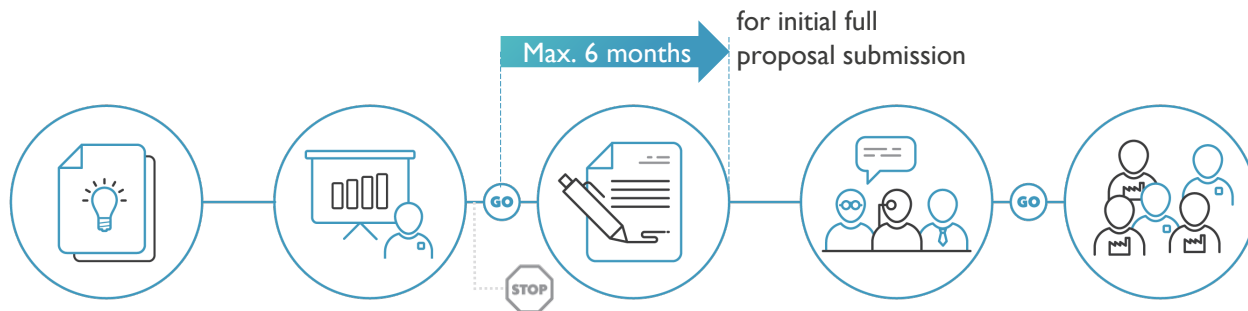 for initial full
Max. 6 months
proposal submission
GO
GO
STOP